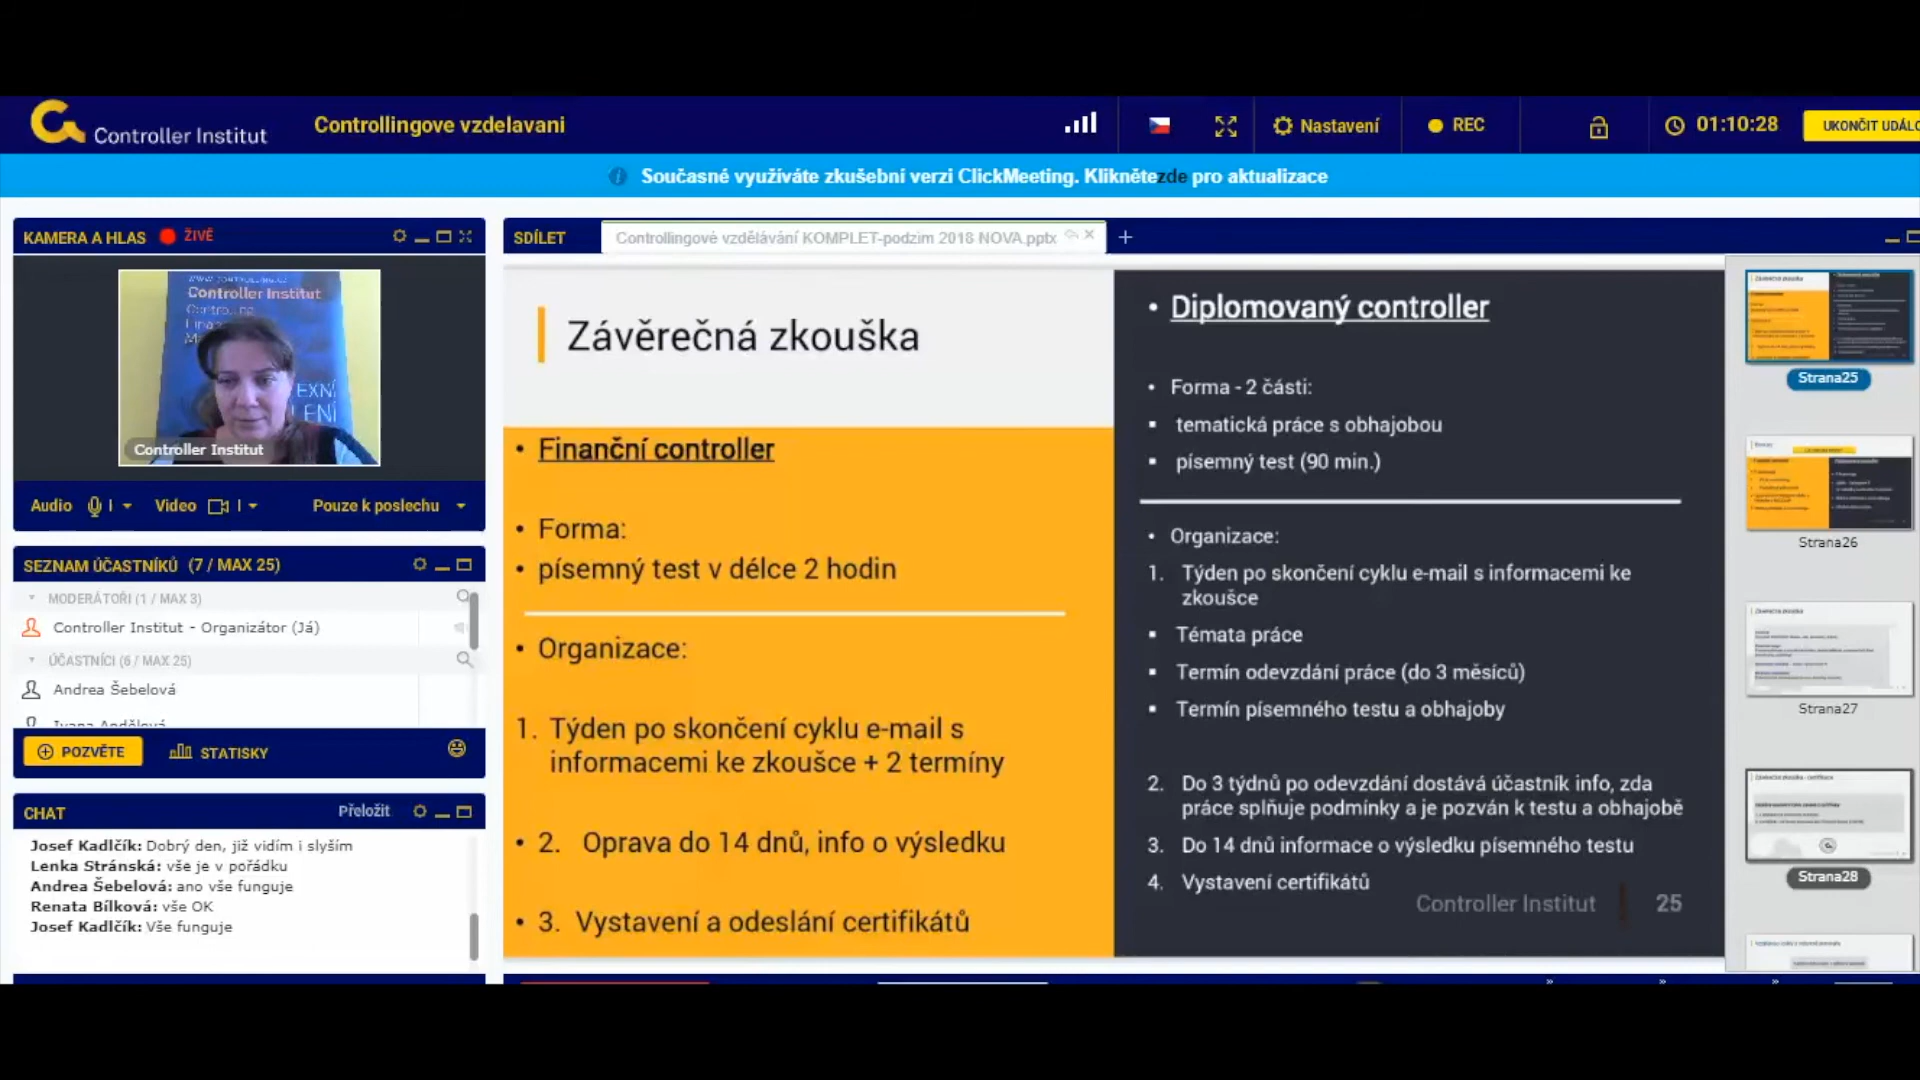 Controller Institut
Controllingove vzdelavani
Nastavení
REC
01:10:28
UKONČIT UDÁLO
Současné využíváte zkušební verzi ClickMeeting. Kliknětezde pro aktualizace
KAMERA A HLAS
ŽIVĚ
Controller Institut
Controller Institut
Audio
Video
Pouze k poslechu
SEZNAM ÚČASTNÍKŮ (7 / MAX 25)
MODERÁTOŘI (1 / MAX 3)
Controller Institut - Organizátor (Já)
ÚČASTNÍCI (6 / MAX 25)
Andrea Šebelová
Ivana Andělová
POZVĚTE
STATISKY
CHAT
Přeložit
Josef Kadlčík: Dobrý den, již vidím i slyším
Lenka Stránská: vše je v pořádku
Andrea Šebelová: ano vše funguje
Renata Bílková: vše OK
Josef Kadlčík: Vše funguje
SDÍLET
Controllingové vzdělávání KOMPLET-podzim 2018 NOVA.pptx
Závěrečná zkouška
• Finanční controller
• Forma:
• písemný test v délce 2 hodin
• Organizace:
1. Týden po skončení cyklu e-mail s
informacemi ke zkoušce + 2 termíny
• 2. Oprava do 14 dnů, info o výsledku
• 3. Vystavení a odeslání certifikátů
• Diplomovaný controller
• Forma - 2 části:
▪ tematická práce s obhajobou
▪ písemný test (90 min.)
• Organizace:
1. Týden po skončení cyklu e-mail s informacemi ke
zkoušce
▪ Témata práce
▪ Termín odevzdání práce (do 3 měsíců)
▪ Termín písemného testu a obhajoby
2. Do 3 týdnů po odevzdání dostává účastník info, zda
práce splňuje podmínky a je pozván k testu a obhajobě
3. Do 14 dnů informace o výsledku písemného testu
4. Vystavení certifikátů
Controller Institut
25
Strana25
Strana26
Strana27
Strana28